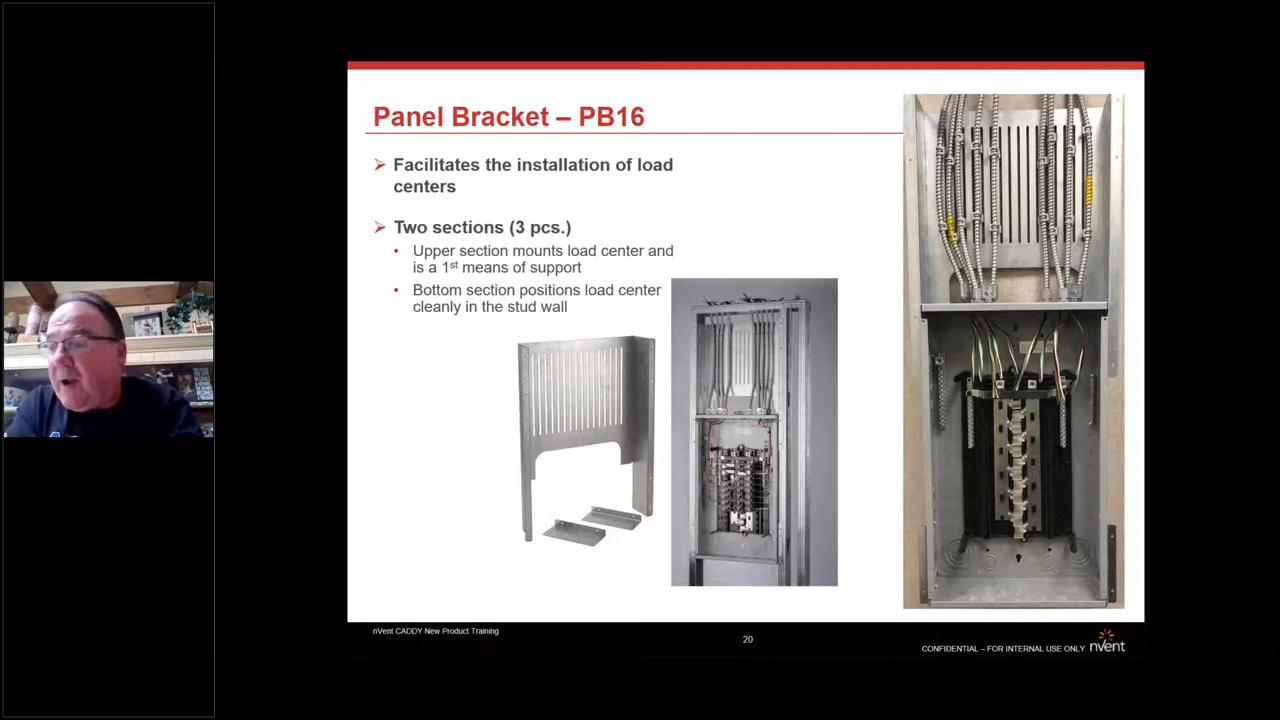 Panel Bracket – PB16
➢ Facilitates the installation of load
centers
➢ Two sections (3 pcs.)
• Upper section mounts load center and
is a 1st means of support
• Bottom section positions load center
cleanly in the stud wall
nVent CADDY New Product Training
20
CONFIDENTIAL – FOR INTERNAL USE ONLY
nVent